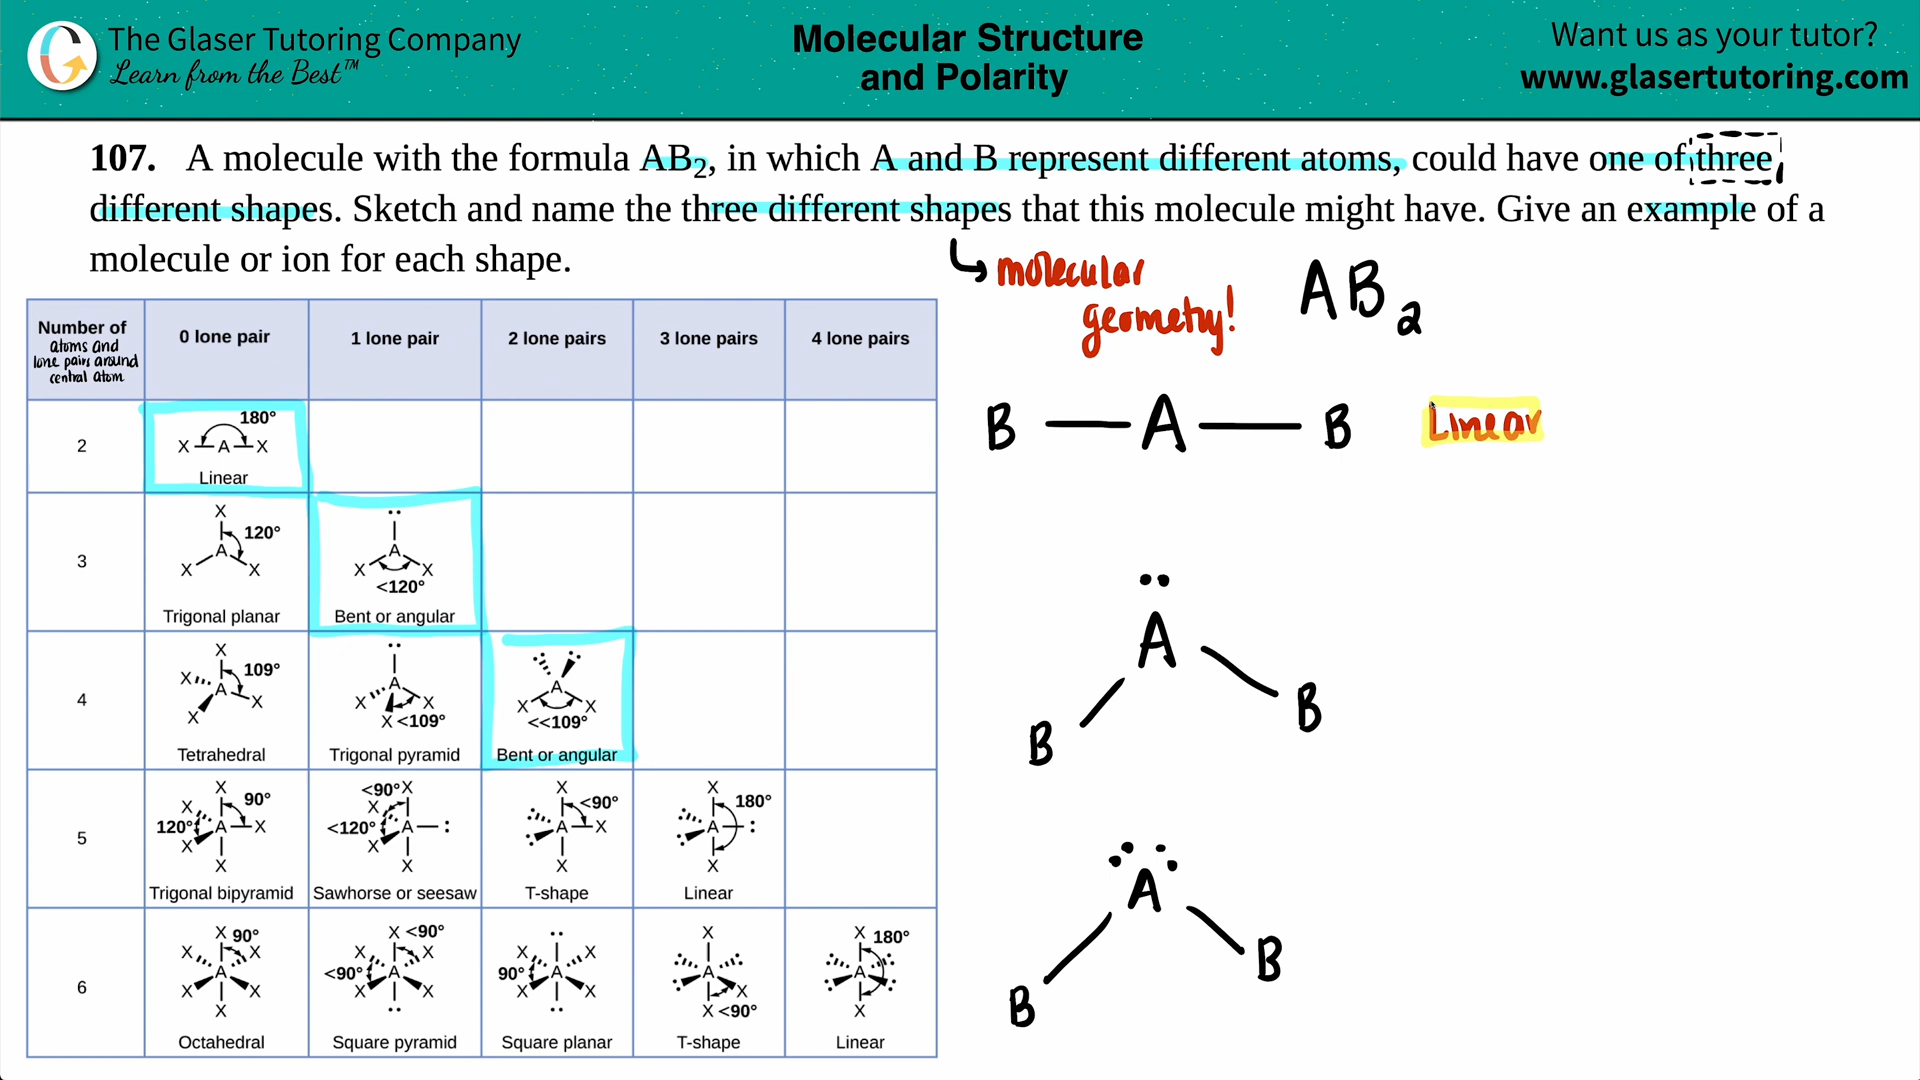 The Glaser Tutoring Company
Learn from the Best™
Molecular Structure
and Polarity
Want us as your tutor?
www.glasertutoring.com
107. A molecule with the formula AB₂, in which A and B represent different atoms, could have one of three
different shapes. Sketch and name the three different shapes that this molecule might have. Give an example of a
molecule or ion for each shape.
molecular
geometry!
AB₂
Number of
atoms and
lone pairs around
central atom
0 lone pair
1 lone pair
2 lone pairs
3 lone pairs
4 lone pairs
2
180°
X A X
Linear
3
X
120°
A
X X
Trigonal planar
A
X X
<120°
Bent or angular
4
X
109°
X
A
X
X
Tetrahedral
A
X X
X <109°
Trigonal pyramid
A
X X
<<109°
Bent or angular
5
X
90°
X
120° A X
X
X
Trigonal bipyramid
<90° X
X
<120° A :
X
X
Sawhorse or seesaw
X
<90°
A X
X
T-shape
X
180°
A :
X
Linear
6
X 90°
X X
A
X X
X
Octahedral
X <90°
X X
<90° A
X X
Square pyramid
X X
90° A
X X
Square planar
X
A
X
X <90°
T-shape
X 180°
A
X
Linear
B — A — B
Linear
A
B B
A
B B